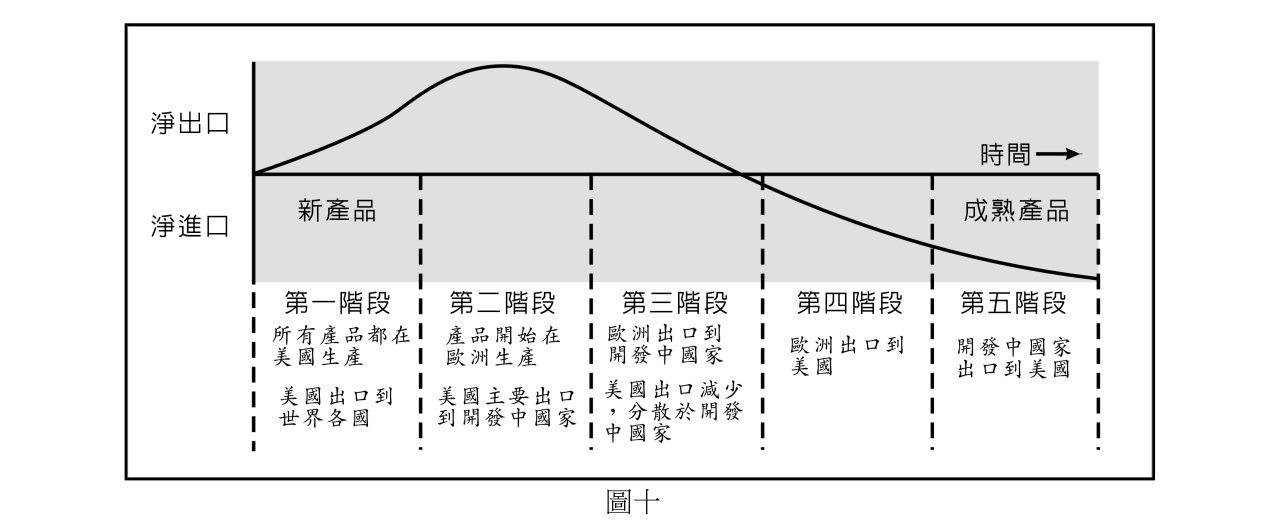 淨出口
時間
淨進口
新產品
成熟產品
第一階段
所有產品都在
美國生產
美國出口到
世界各國
第二階段
產品開始在
歐洲生產
美國主要出口
到開發中國家
第三階段
歐洲出口到
開發中國家
美國出口減少
，分散於開發
中國家
第四階段
歐洲出口到
美國
第五階段
開發中國家
出口到美國
圖十